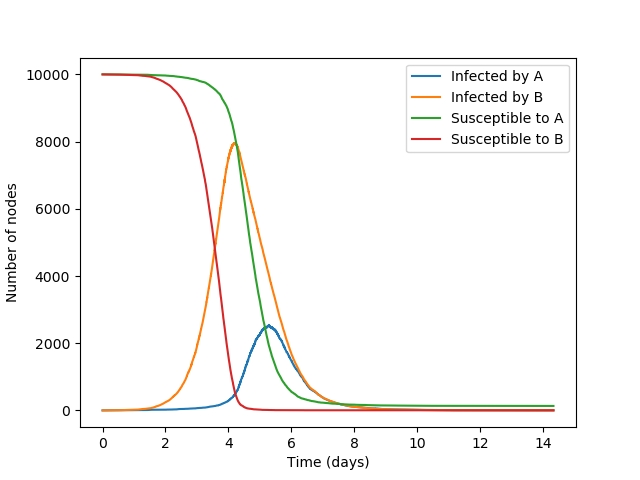 10000
8000
6000
4000
2000
0
Number of nodes
0 2 4 6 8 10 12 14
Time (days)
Infected by A
Infected by B
Susceptible to A
Susceptible to B